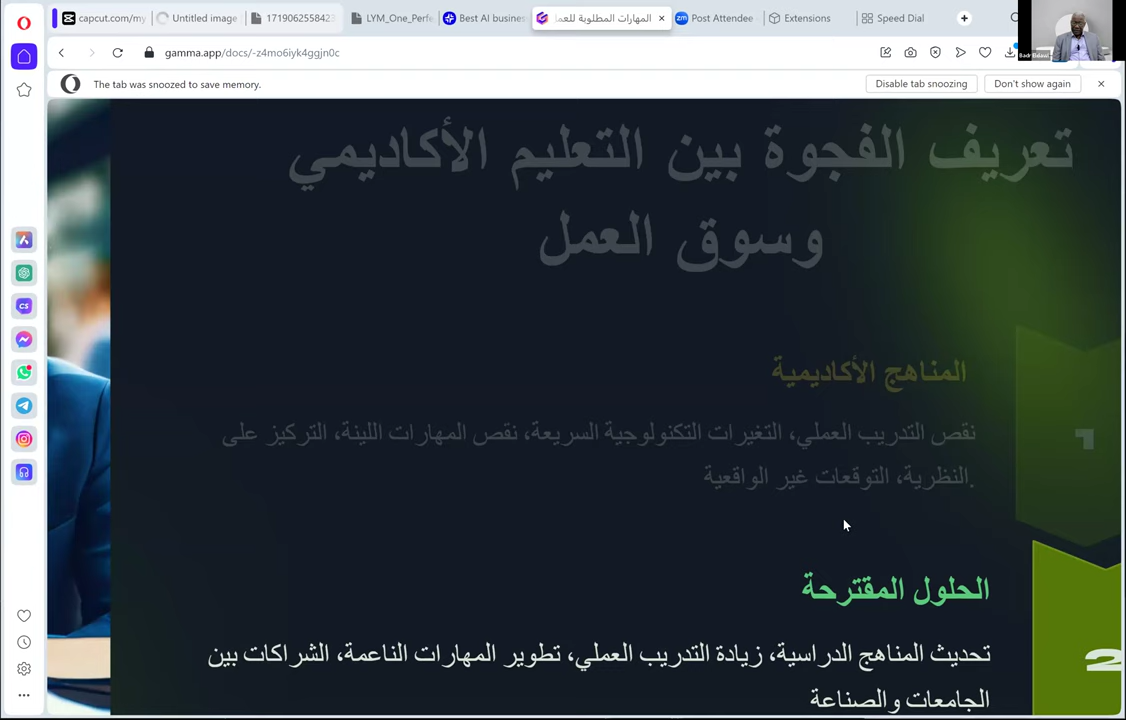 capcut.com/my
Untitled image
1719062558423
LYM_One_Perfe
Best AI busines
المهارات المطلوبة للعمل
Post Attendee
Extensions
Speed Dial
gamma.app/docs/-z4mo6iyk4ggjn0c
The tab was snoozed to save memory.
Disable tab snoozing
Don't show again
تعريف الفجوة بين التعليم الأكاديمي
وسوق العمل
المناهج الأكاديمية
1
نقص التدريب العملي، التغيرات التكنولوجية السريعة، نقص المهارات اللينة، التركيز على
النظرية، التوقعات غير الواقعية.
الحلول المقترحة
2
تحديث المناهج الدراسية، زيادة التدريب العملي، تطوير المهارات الناعمة، الشراكات بين
الجامعات والصناعة